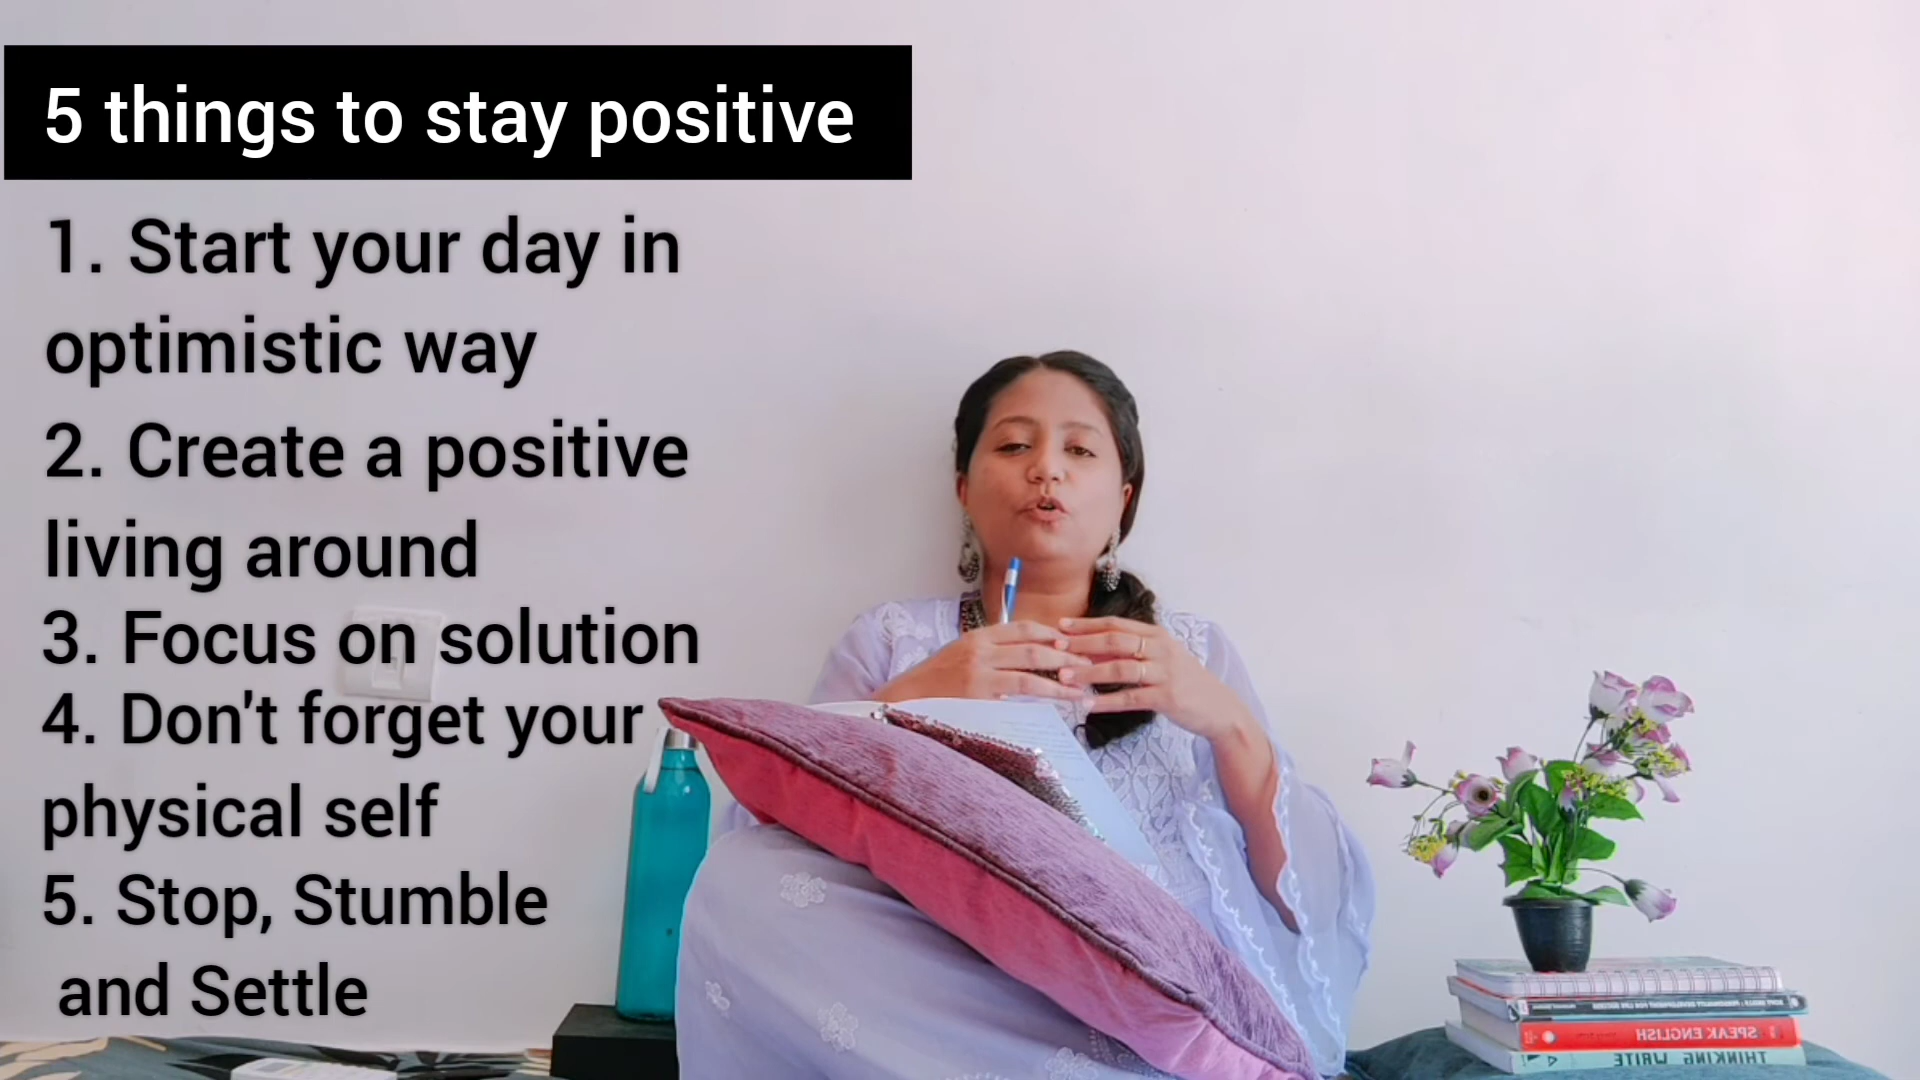 5 things to stay positive
1. Start your day in
optimistic way
2. Create a positive
living around
3. Focus on solution
4. Don't forget your
physical self
5. Stop, Stumble
and Settle
SPEAK ENGLISH
THINKING WRITE